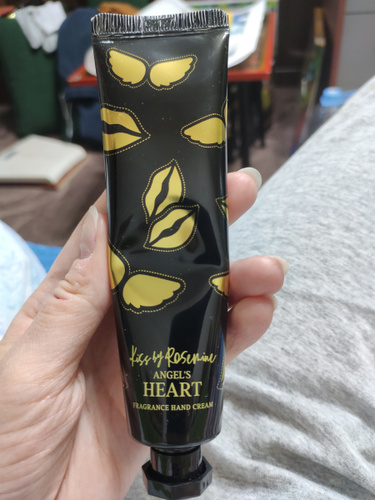 Kiss by Rosemine
ANGEL'S
HEART
FRAGRANCE HAND CREAM